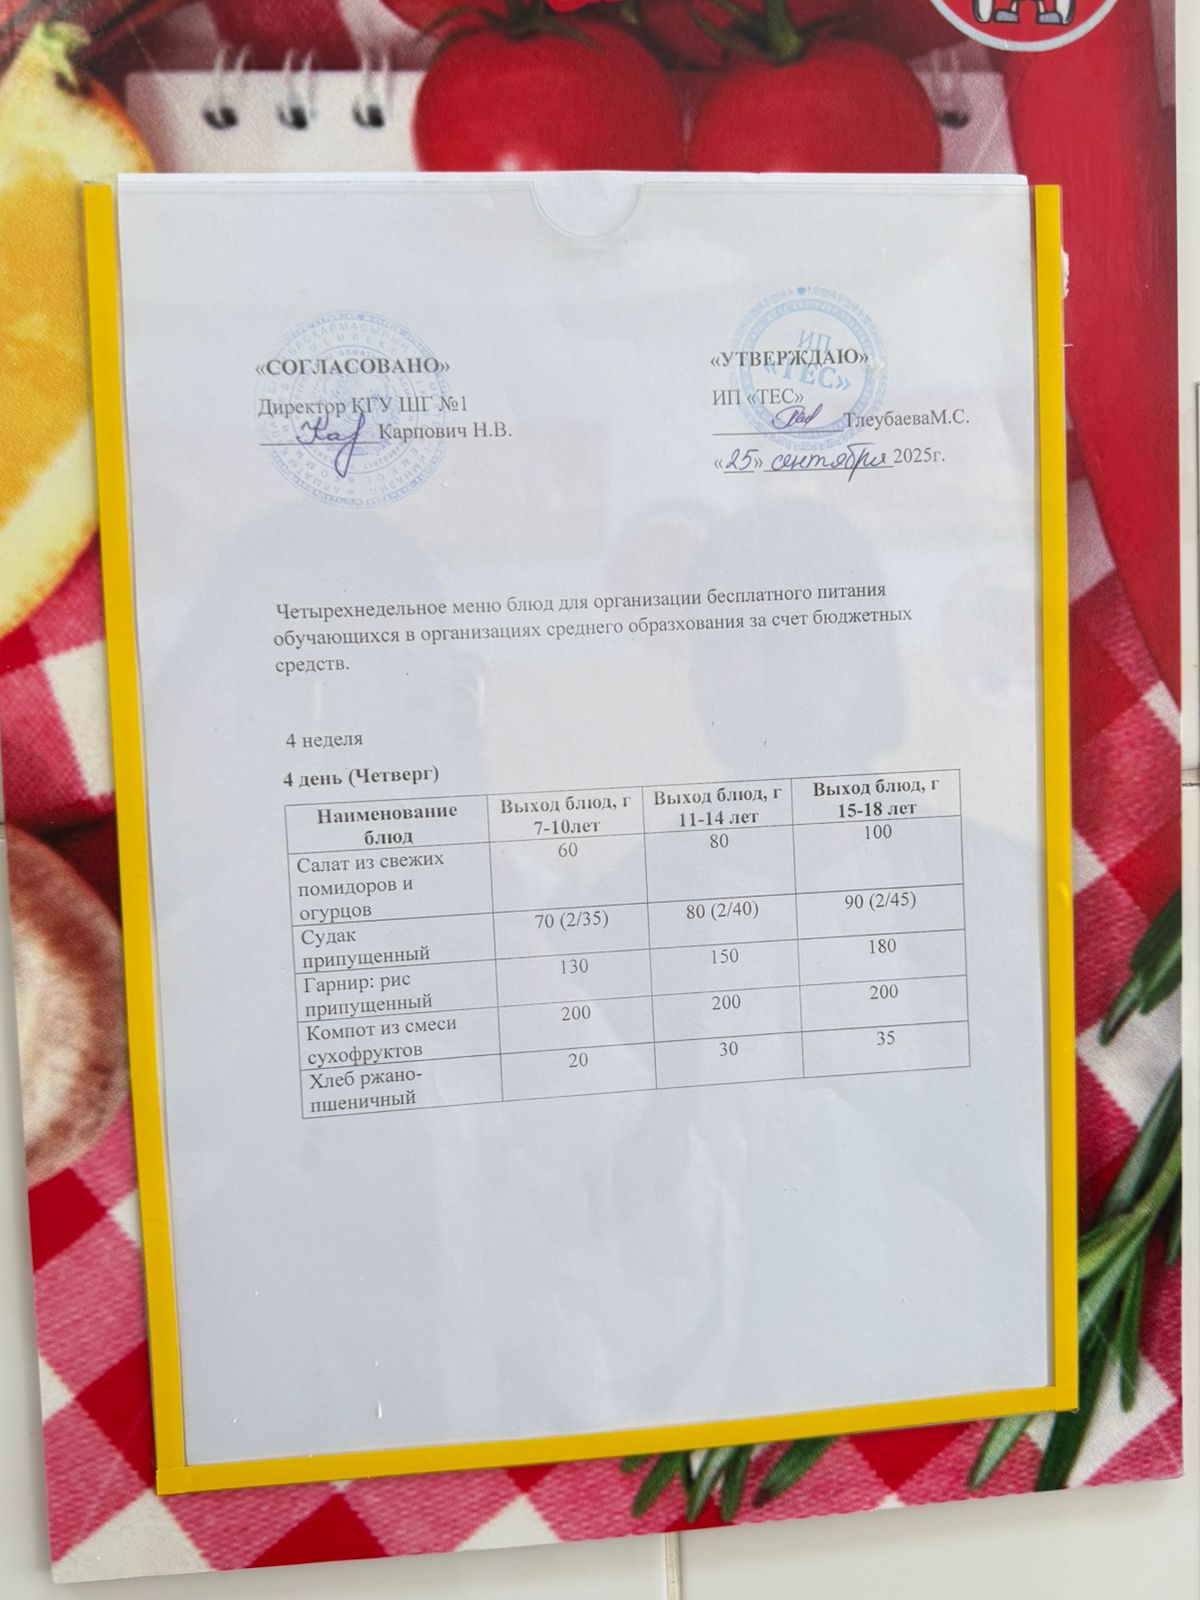 «СОГЛАСОВАНО»
Директор КГУ ШГ №1
Карпович Н.В.
ИП
«ТЕС»
«УТВЕРЖДАЮ»
ИП «ТЕС»
ТлеубаеваМ.С.
«25» сентября 2025г.
Четырехнедельное меню блюд для организации бесплатного питания
обучающихся в организациях среднего образхования за счет бюджетных
средств.
4 неделя
4 день (Четверг)
Наименование блюд Выход блюд, г 7-10лет Выход блюд, г 11-14 лет Выход блюд, г 15-18 лет
Салат из свежих помидоров и огурцов 60 80 100
Судак припущенный 70 (2/35) 80 (2/40) 90 (2/45)
Гарнир: рис припущенный 130 150 180
Компот из смеси сухофруктов 200 200 200
Хлеб ржано-пшеничный 20 30 35